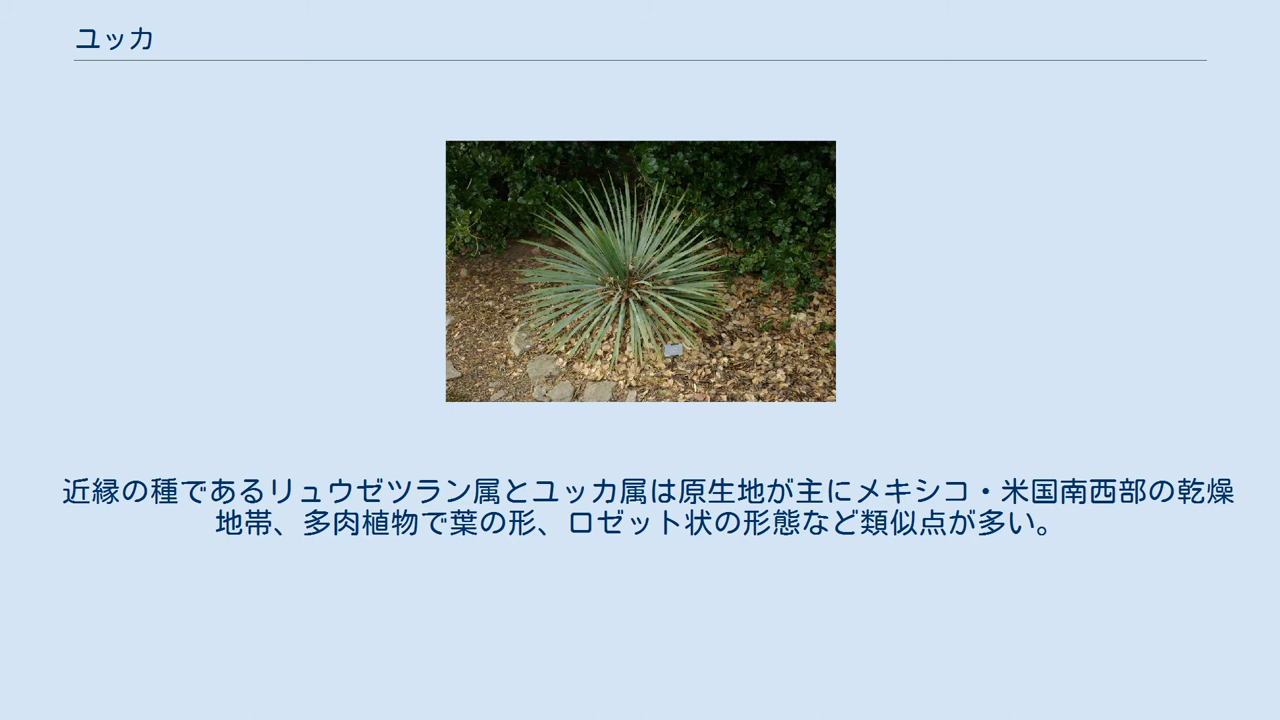 ユッカ
近縁の種であるリュウゼツラン属とユッカ属は原生地が主にメキシコ・米国南西部の乾燥
地帯、多肉植物で葉の形、ロゼット状の形態など類似点が多い。